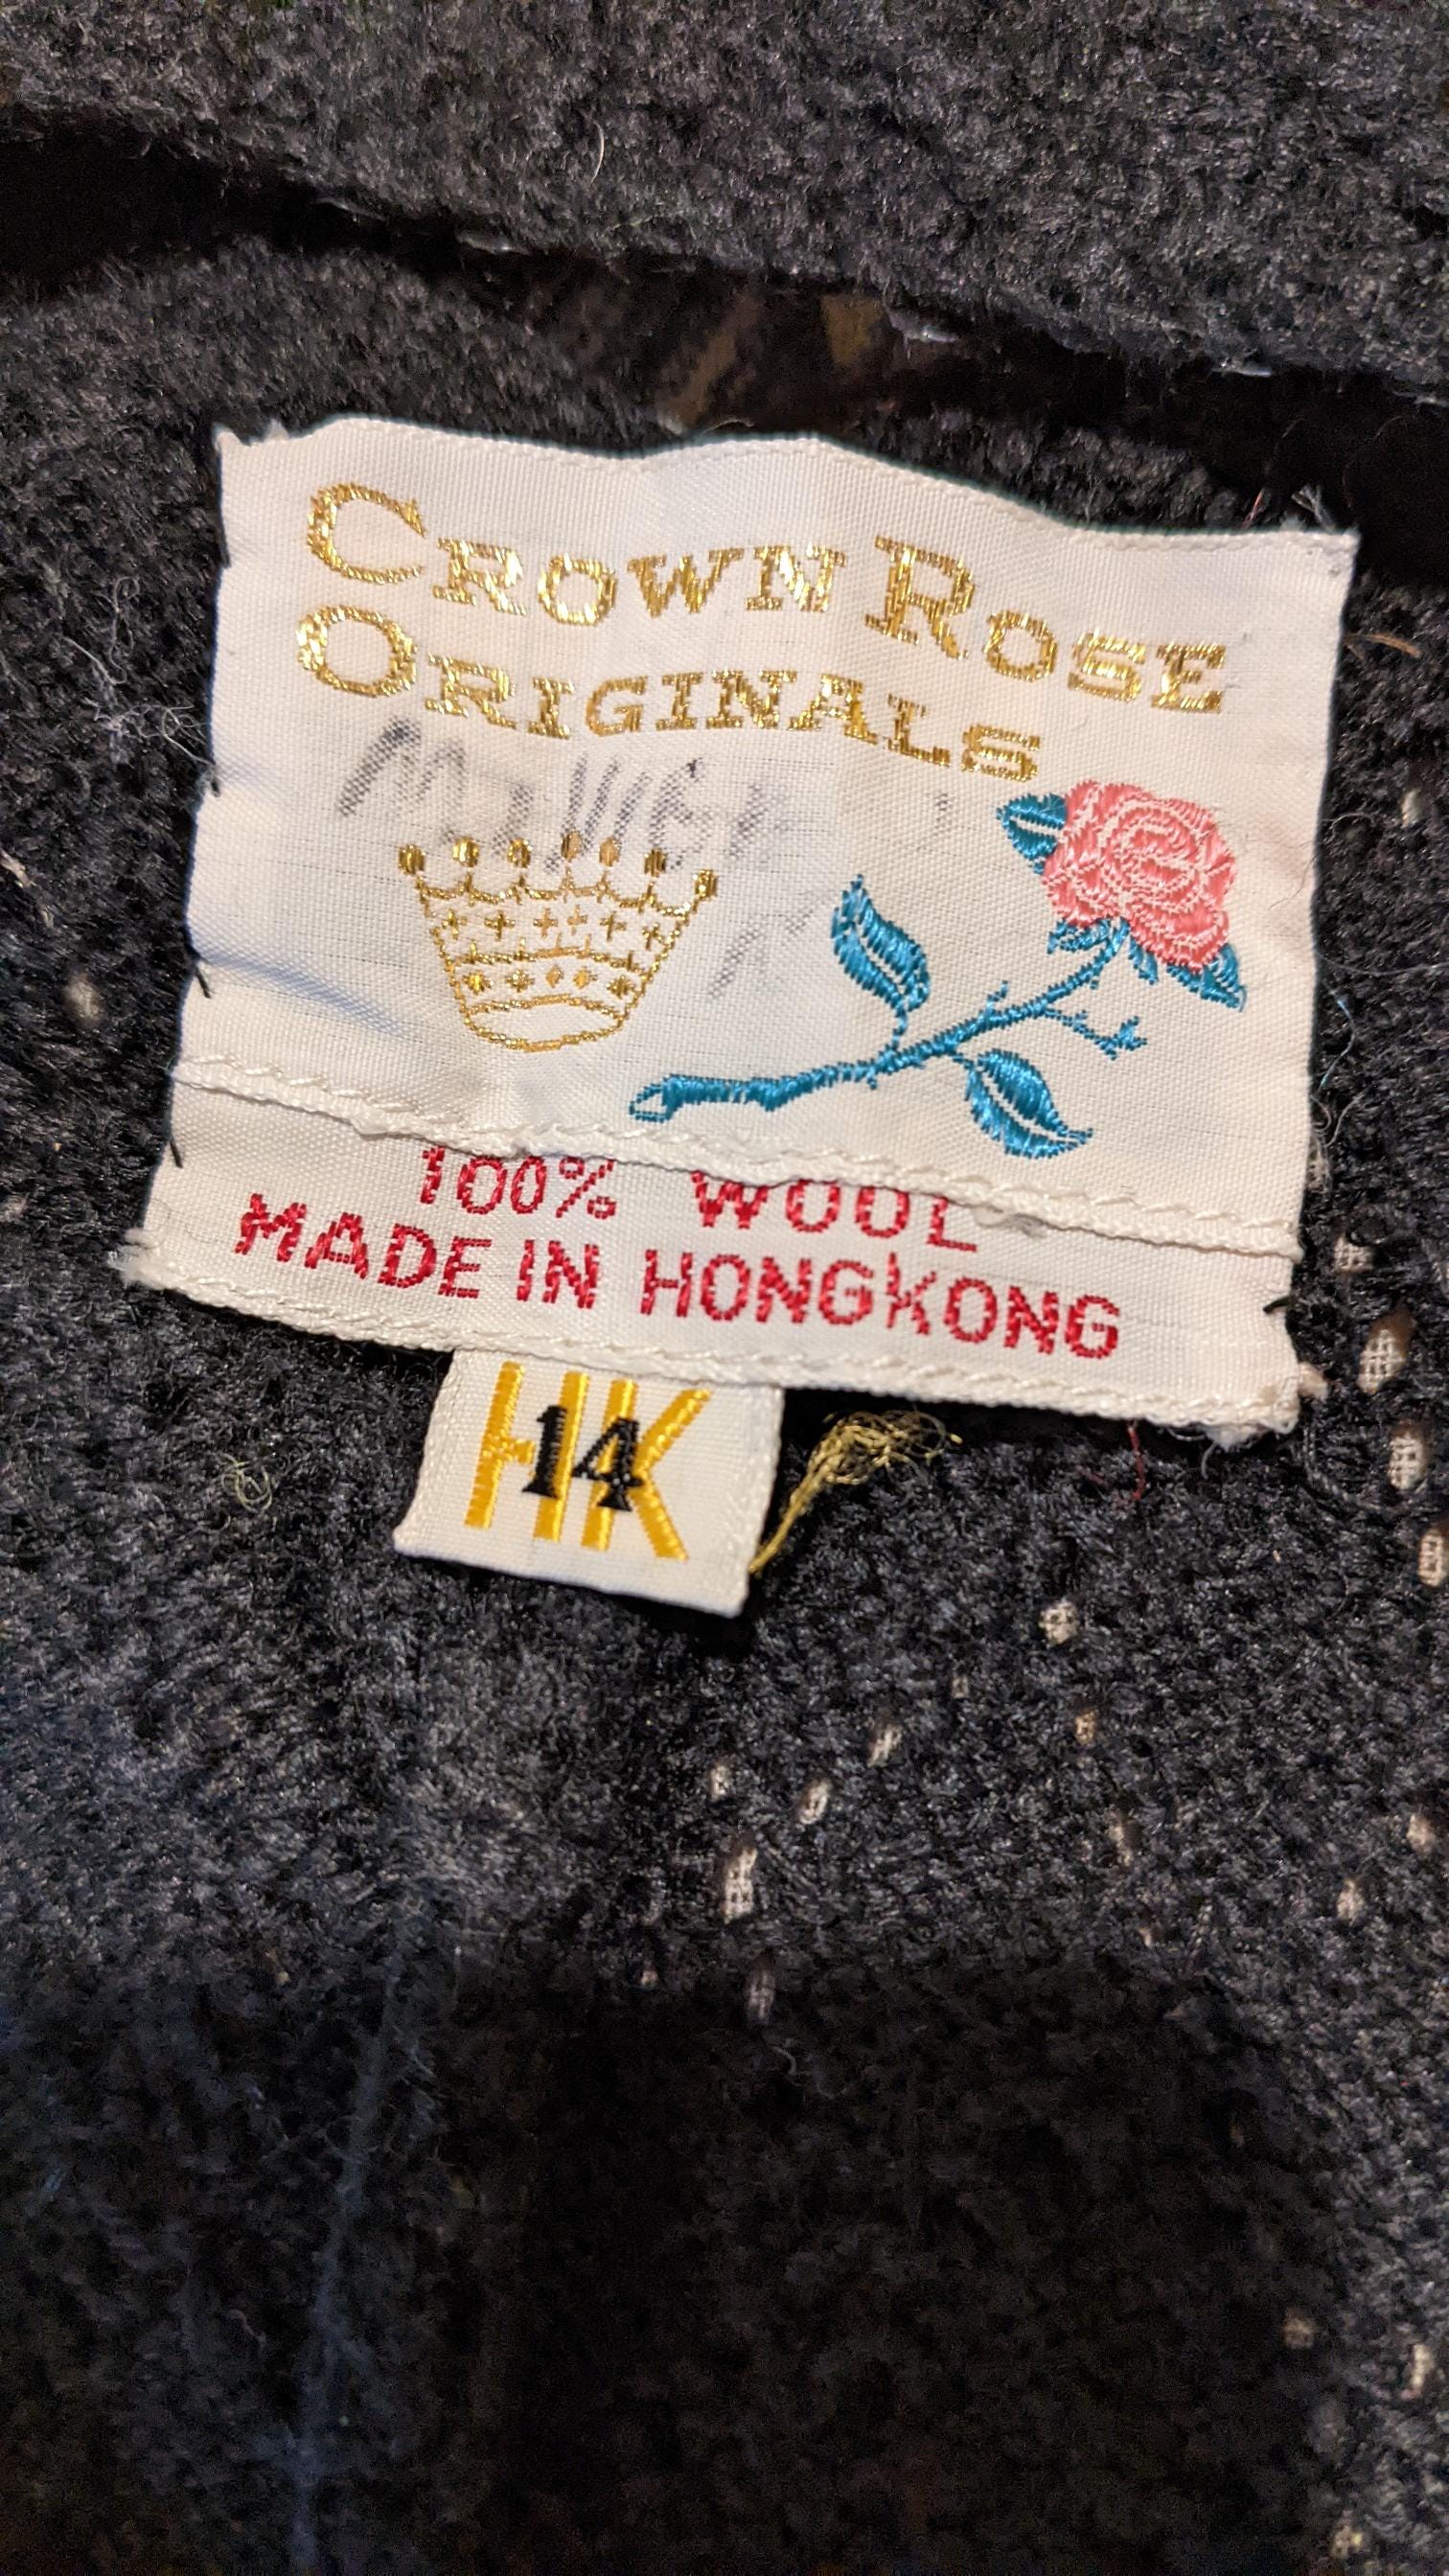 CROWN ROSE
ORIGINALS
100% WOOL
MADE IN HONGKONG
HK
14